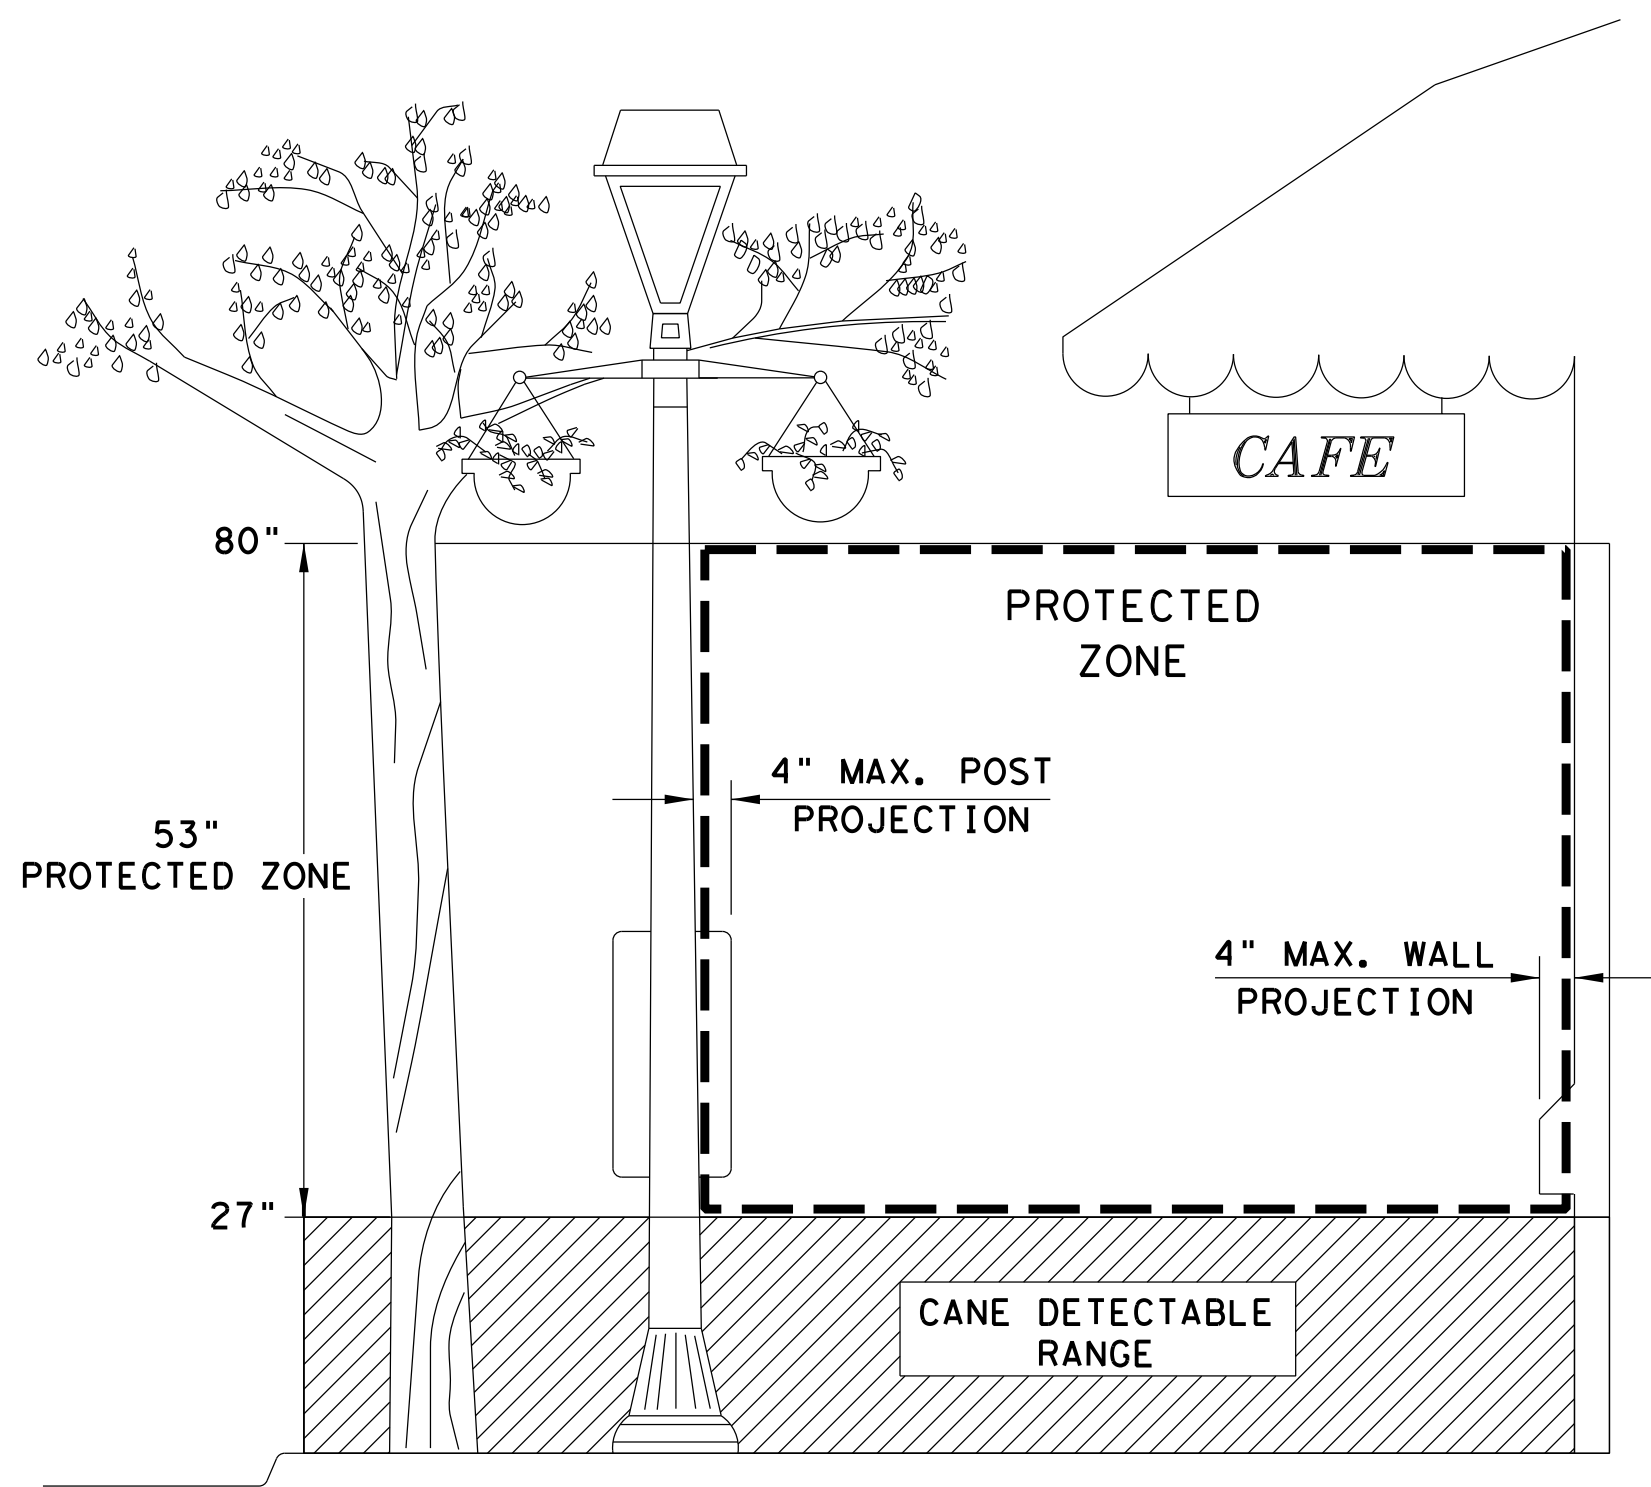 CAFE
80"
PROTECTED
ZONE
4" MAX. POST
PROJECTION
53"
PROTECTED ZONE
4" MAX. WALL
PROJECTION
27"
CANE DETECTABLE
RANGE